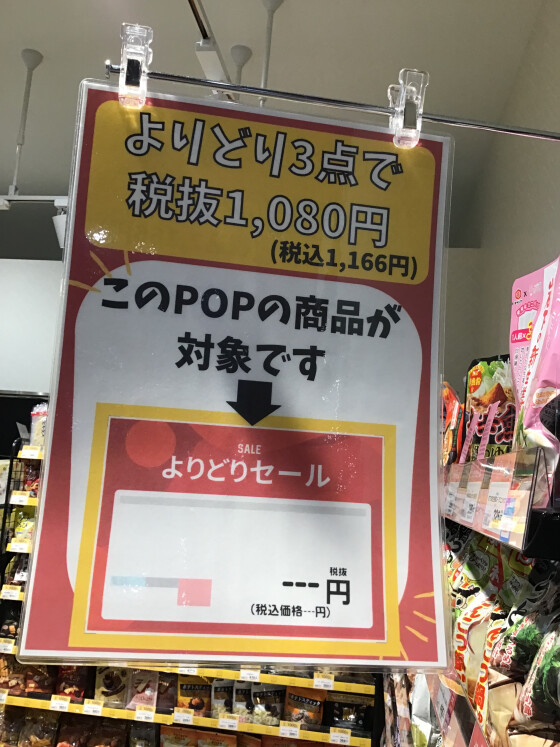 よりどり3点で
税抜1,080円
(税込1,166円)
このPOPの商品が
対象です
SALE
よりどりセール
税抜
---円
(税込価格---円)